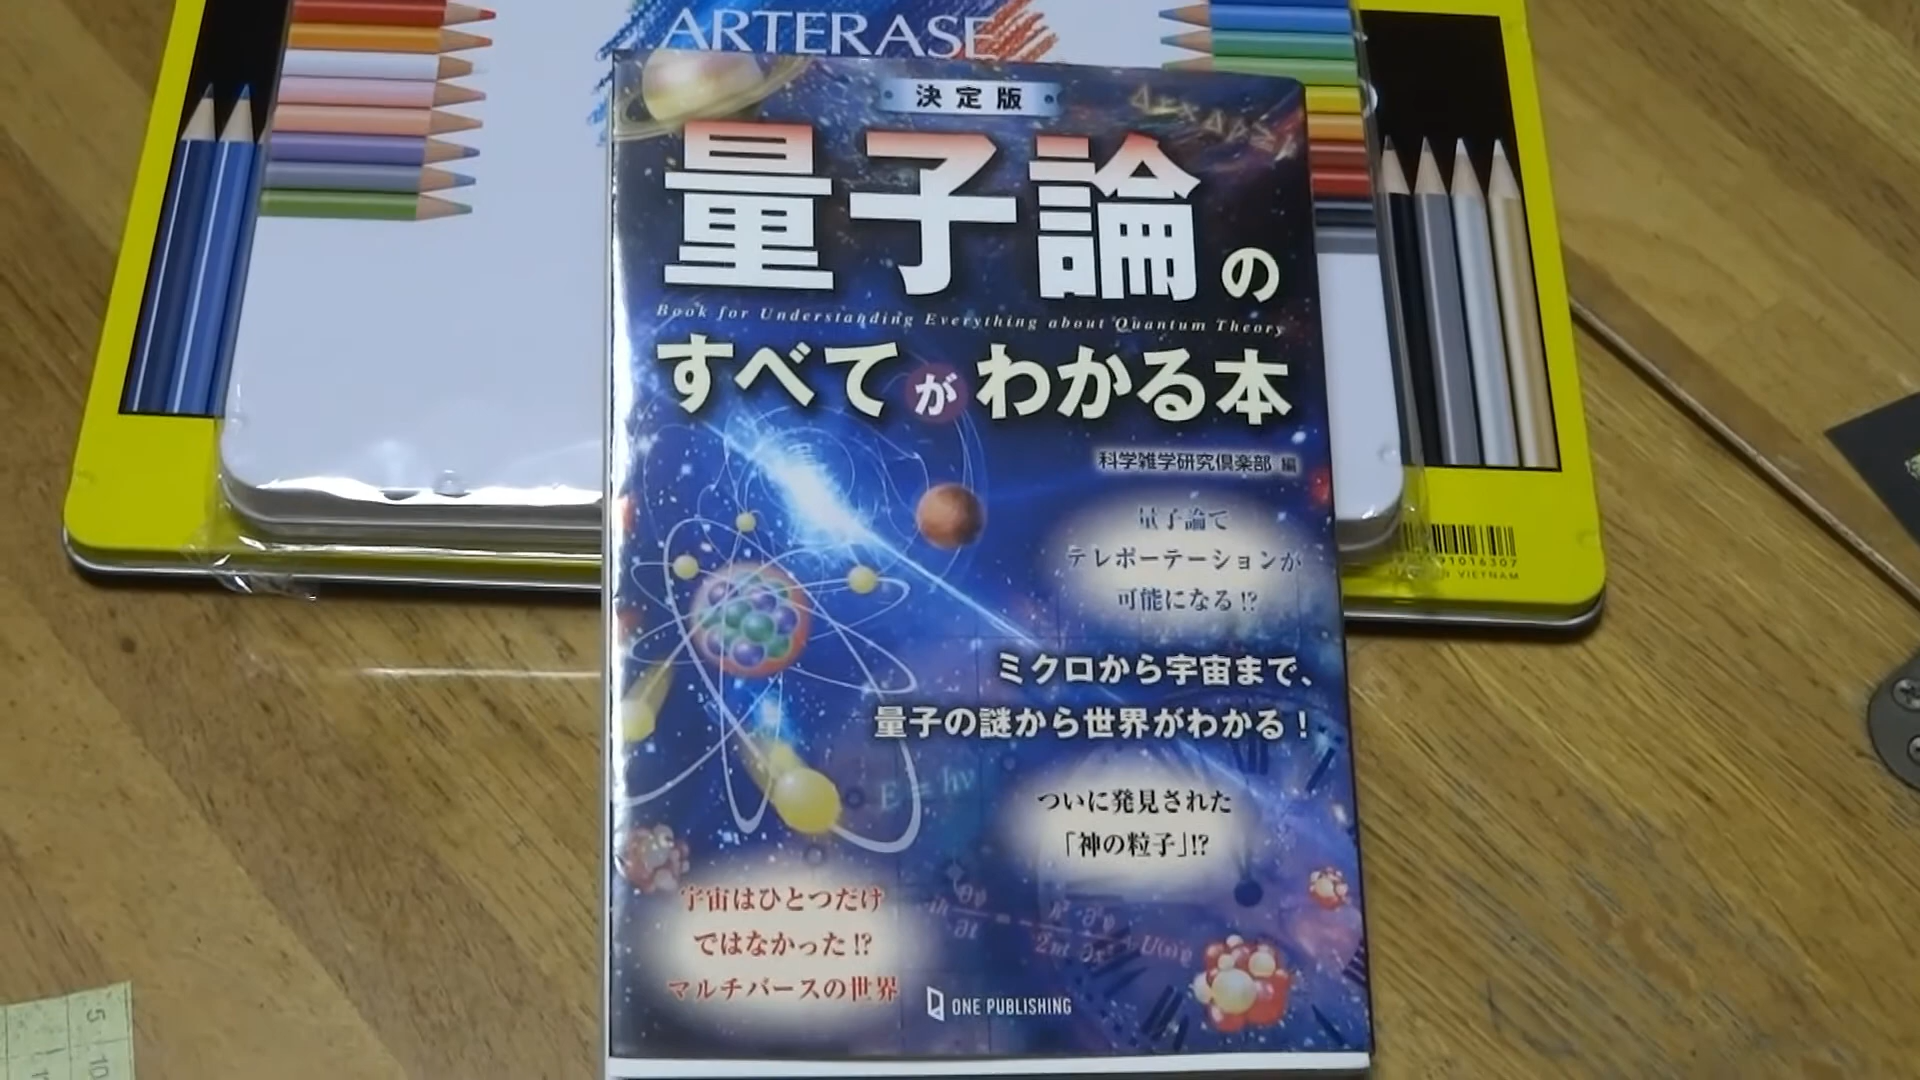 ARTERASE
決定版
量子論の
Book for Understanding Everything about Quantum Theory
すべてがわかる本
科学雑学研究倶楽部 編
量子論で
テレポーテーションが
可能になる!?
ミクロから宇宙まで、
量子の謎から世界がわかる!
E=hν
ついに発見された
「神の粒子」!?
宇宙はひとつだけ
ではなかった!?
マルチバースの世界
ONE PUBLISHING
VIETNAM
5
10